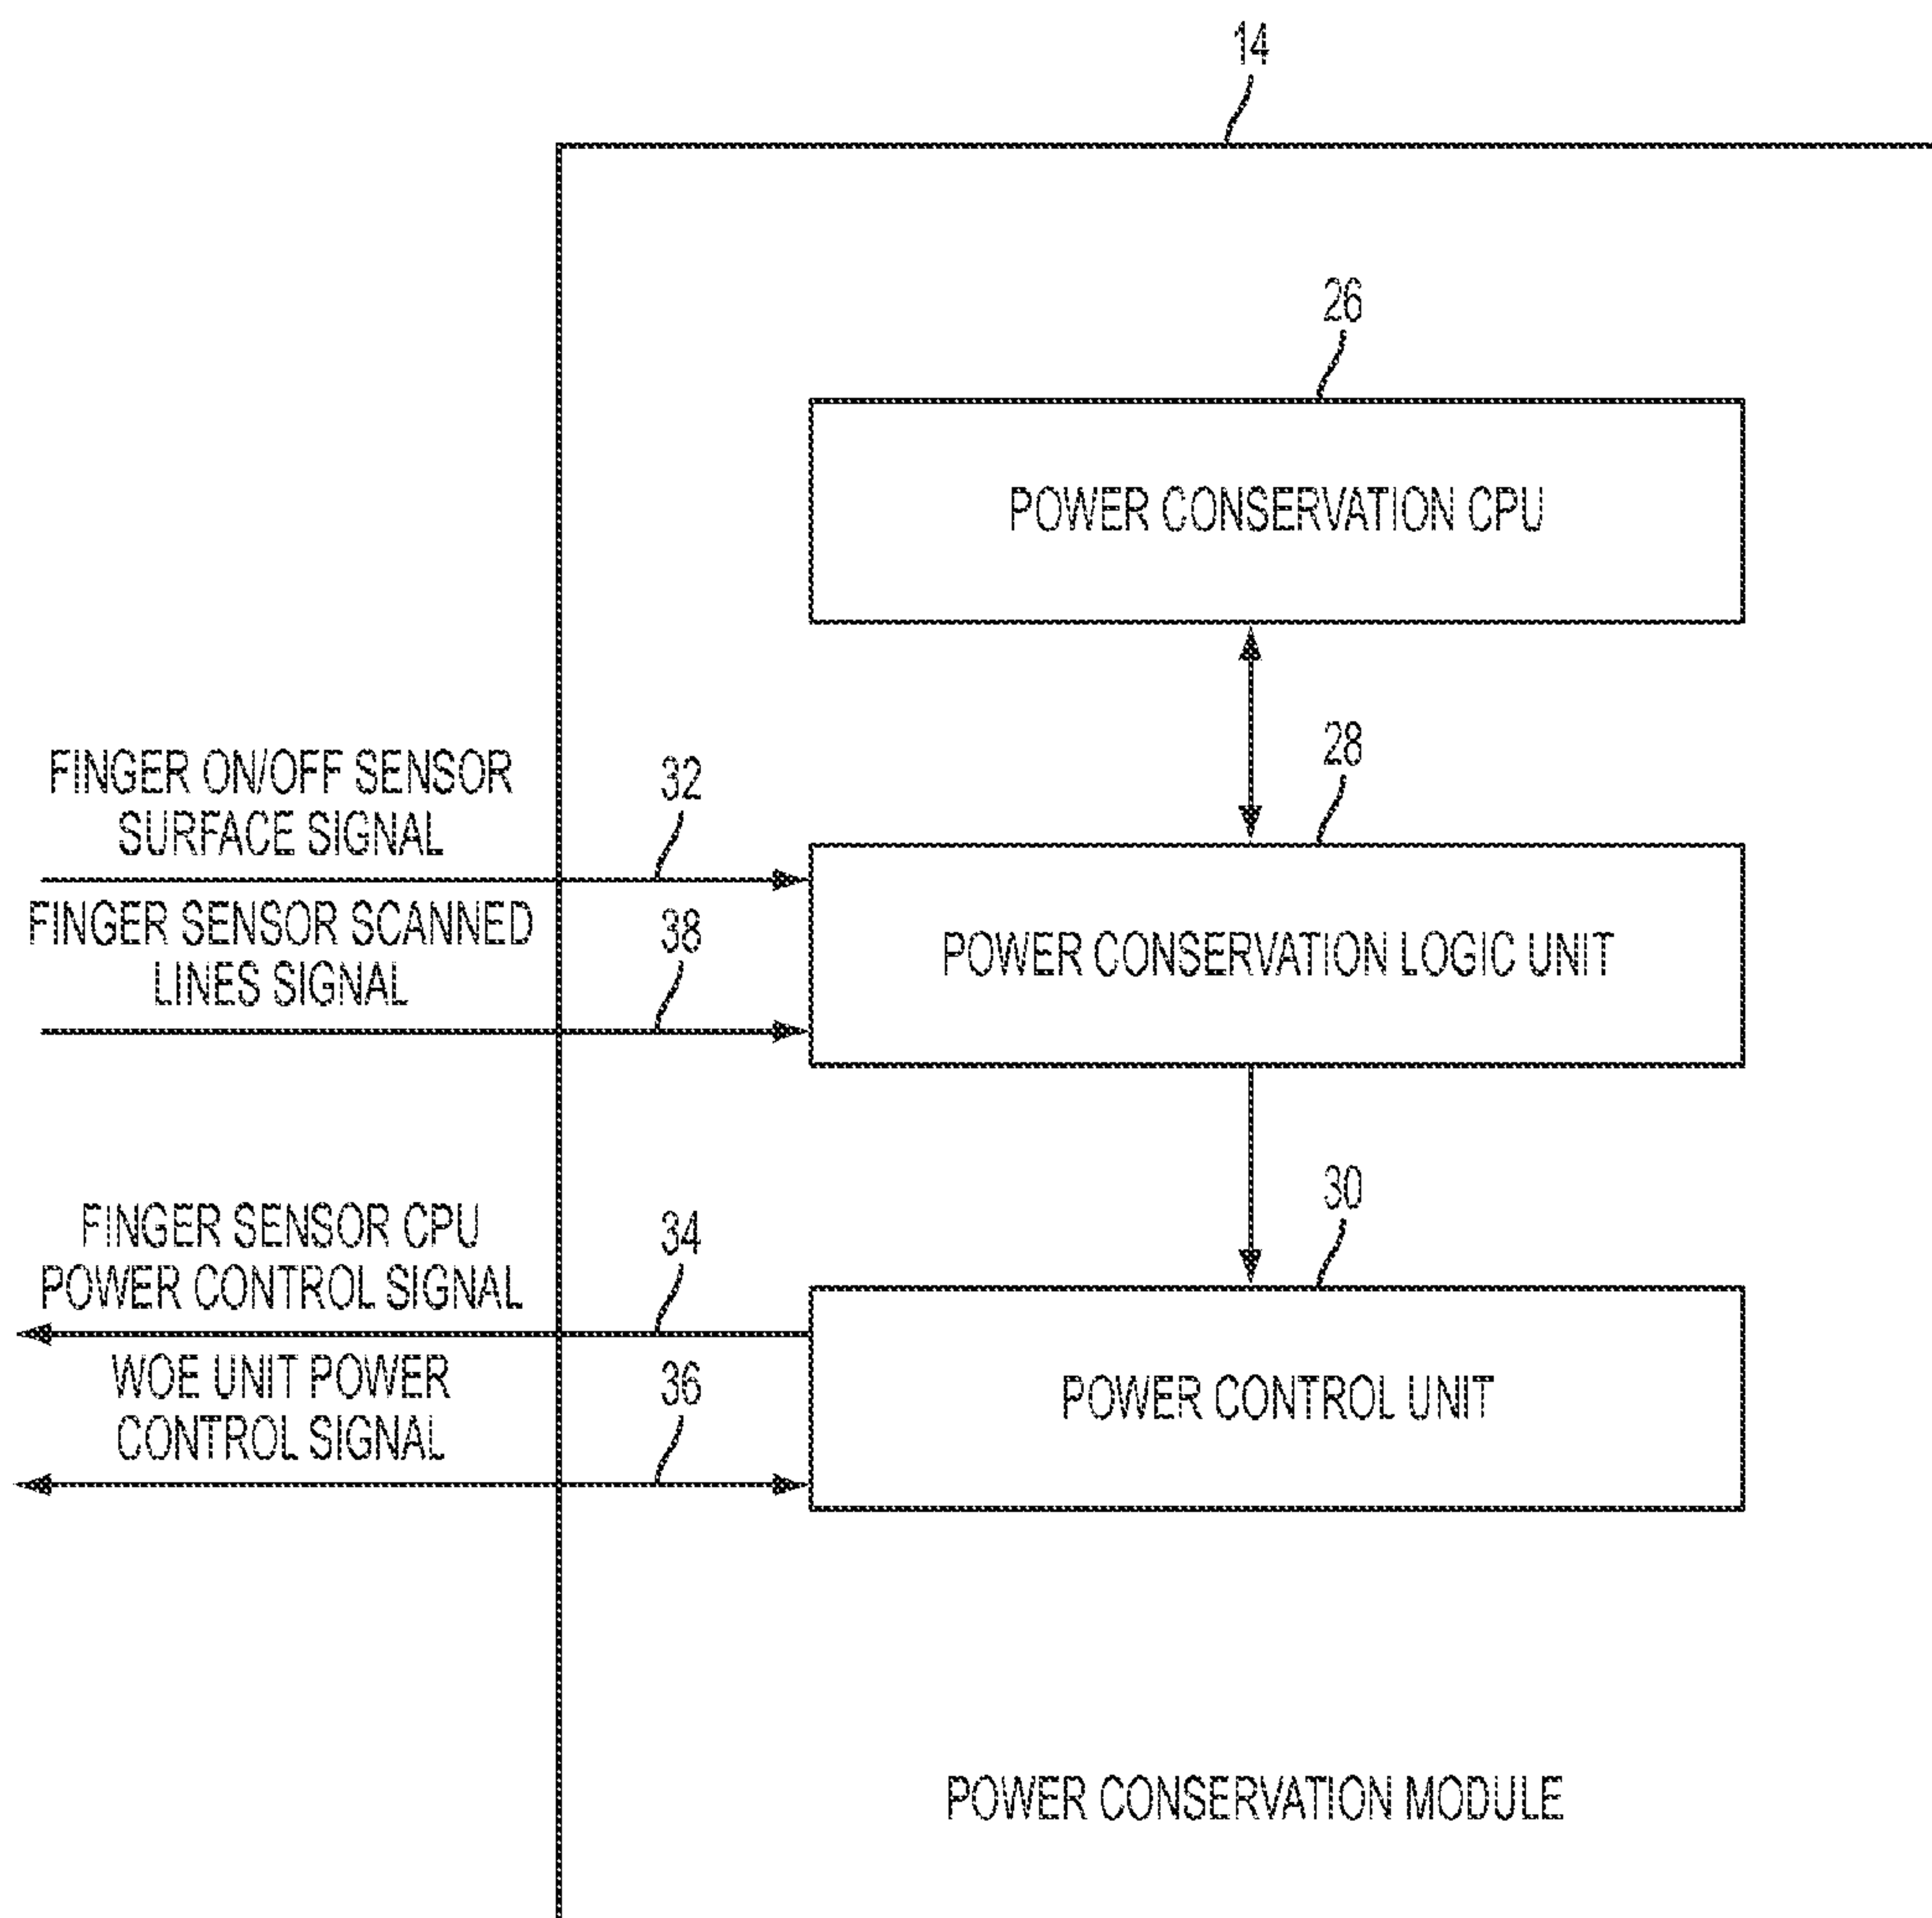 14
26
POWER CONSERVATION CPU
FINGER ON/OFF SENSOR
SURFACE SIGNAL
32
28
FINGER SENSOR SCANNED
LINES SIGNAL
38
POWER CONSERVATION LOGIC UNIT
FINGER SENSOR CPU
POWER CONTROL SIGNAL
34
30
WOE UNIT POWER
CONTROL SIGNAL
36
POWER CONTROL UNIT
POWER CONSERVATION MODULE